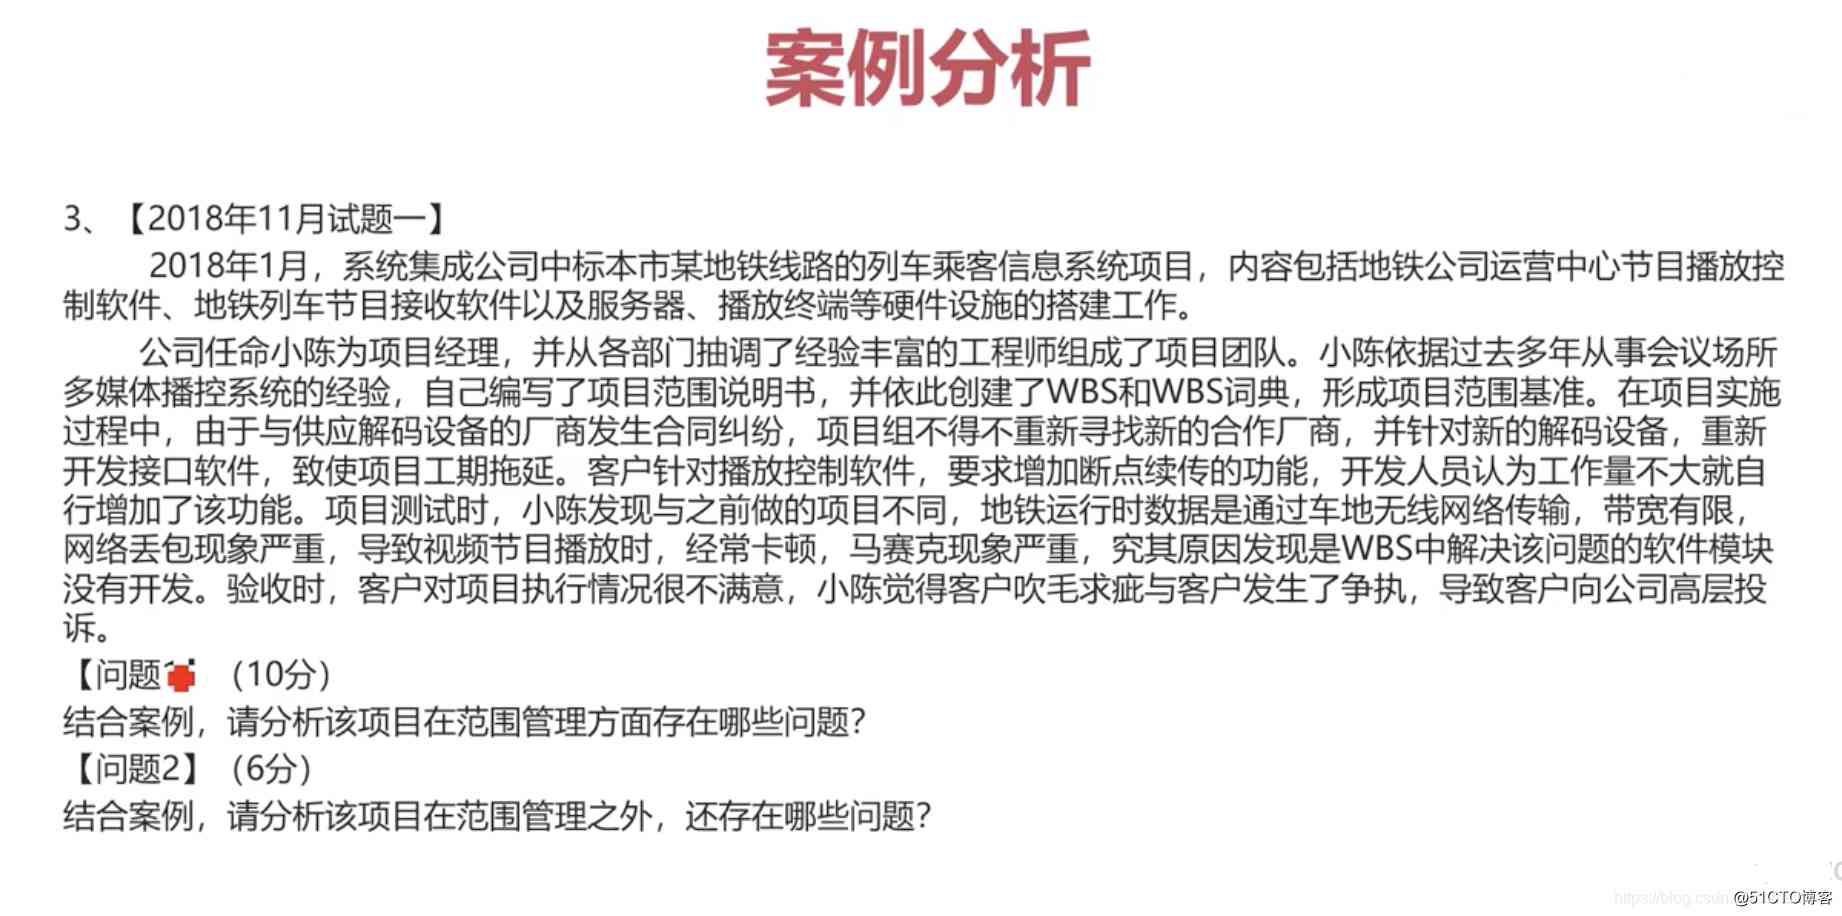 案例分析
3、【2018年11月试题一】
2018年1月，系统集成公司中标本市某地铁线路的列车乘客信息系统项目，内容包括地铁公司运营中心节目播放控
制软件、地铁列车节目接收软件以及服务器、播放终端等硬件设施的搭建工作。
公司任命小陈为项目经理，并从各部门抽调了经验丰富的工程师组成了项目团队。小陈依据过去多年从事会议场所
多媒体播控系统的经验，自己编写了项目范围说明书，并依此创建了WBS和WBS词典，形成项目范围基准。在项目实施
过程中，由于与供应解码设备的厂商发生合同纠纷，项目组不得不重新寻找新的合作厂商，并针对新的解码设备，重新
开发接口软件，致使项目工期拖延。客户针对播放控制软件，要求增加断点续传的功能，开发人员认为工作量不大就自
行增加了该功能。项目测试时，小陈发现与之前做的项目不同，地铁运行时数据是通过车地无线网络传输，带宽有限，
网络丢包现象严重，导致视频节目播放时，经常卡顿，马赛克现象严重，究其原因发现是WBS中解决该问题的软件模块
没有开发。验收时，客户对项目执行情况很不满意，小陈觉得客户吹毛求疵与客户发生了争执，导致客户向公司高层投
诉。
【问题 （10分）
结合案例，请分析该项目在范围管理方面存在哪些问题？
【问题2】（6分）
结合案例，请分析该项目在范围管理之外，还存在哪些问题？
@51CTO博客